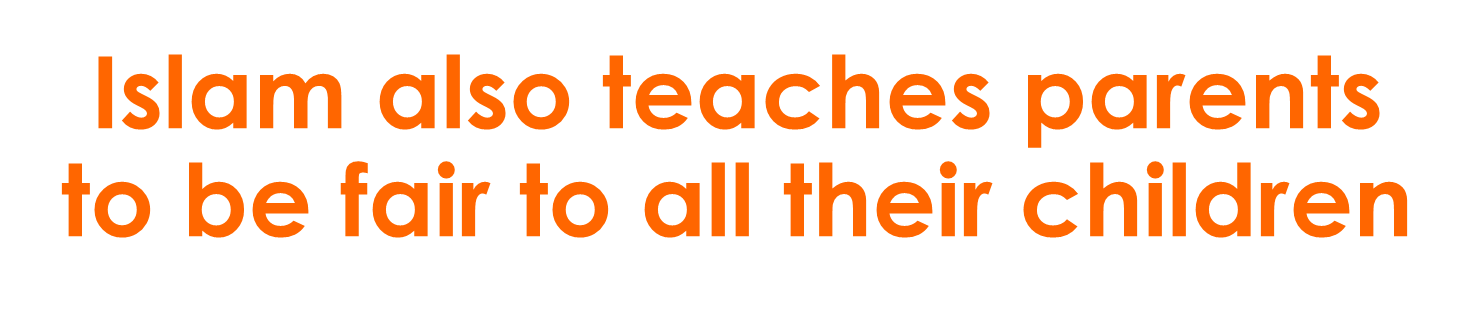 Islam also teaches parents
to be fair to all their children